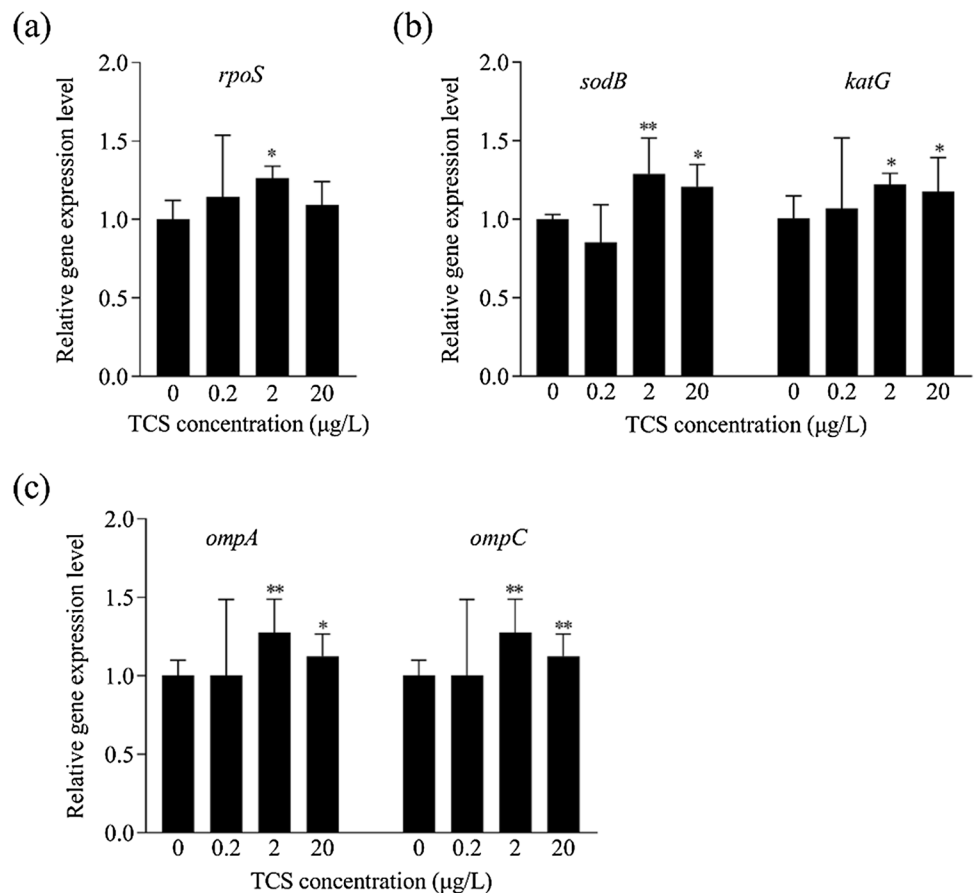 (a)
Relative gene expression level
2.0
1.5
1.0
0.5
0.0
rpoS
*
0 0.2 2 20
TCS concentration (μg/L)
(b)
Relative gene expression level
2.0
1.5
1.0
0.5
0.0
sodB katG
** * * *
0 0.2 2 20 0 0.2 2 20
TCS concentration (μg/L)
(c)
Relative gene expression level
2.0
1.5
1.0
0.5
0.0
ompA ompC
** * ** **
0 0.2 2 20 0 0.2 2 20
TCS concentration (μg/L)